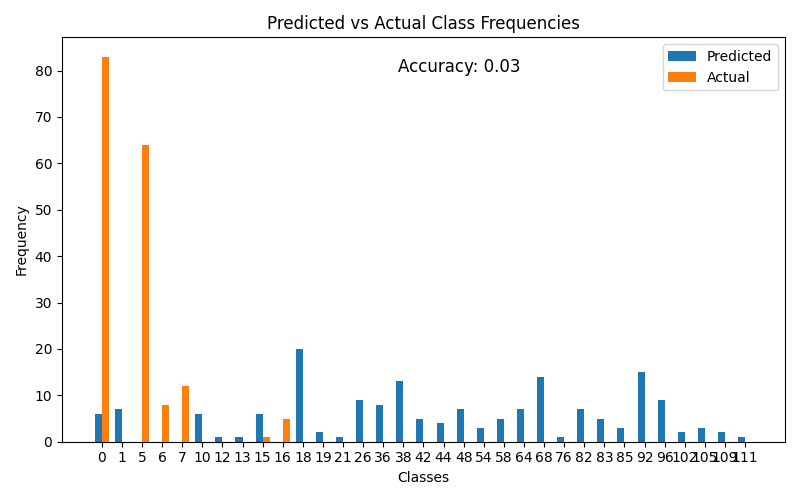 Predicted vs Actual Class Frequencies
Accuracy: 0.03
Predicted
Actual
80
70
60
50
40
30
20
10
0
Frequency
0 1 5 6 7 10 12 13 15 16 18 19 21 26 36 38 42 44 48 54 58 64 68 76 82 83 85 92 96 102 105 109 111
Classes